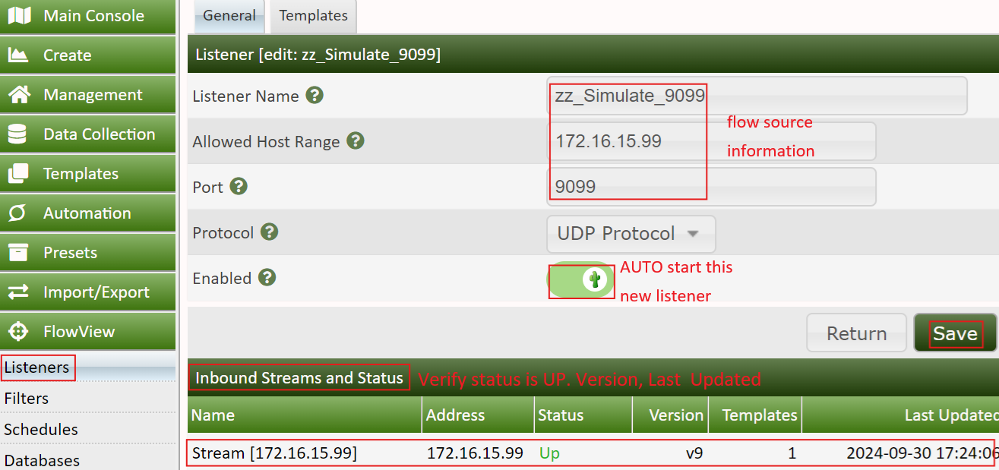 Main Console
Create
Management
Data Collection
Templates
Automation
Presets
Import/Export
FlowView
Listeners
Filters
Schedules
Databases
General Templates
Listener [edit: zz_Simulate_9099]
Listener Name ? zz_Simulate_9099
Allowed Host Range ? 172.16.15.99
flow source
information
Port ? 9099
Protocol ? UDP Protocol
Enabled ?
AUTO start this
new listener
Return Save
Inbound Streams and Status Verify status is UP. Version, Last Updated
Name Address Status Version Templates Last Updated
Stream [172.16.15.99] 172.16.15.99 Up v9 1 2024-09-30 17:24:06